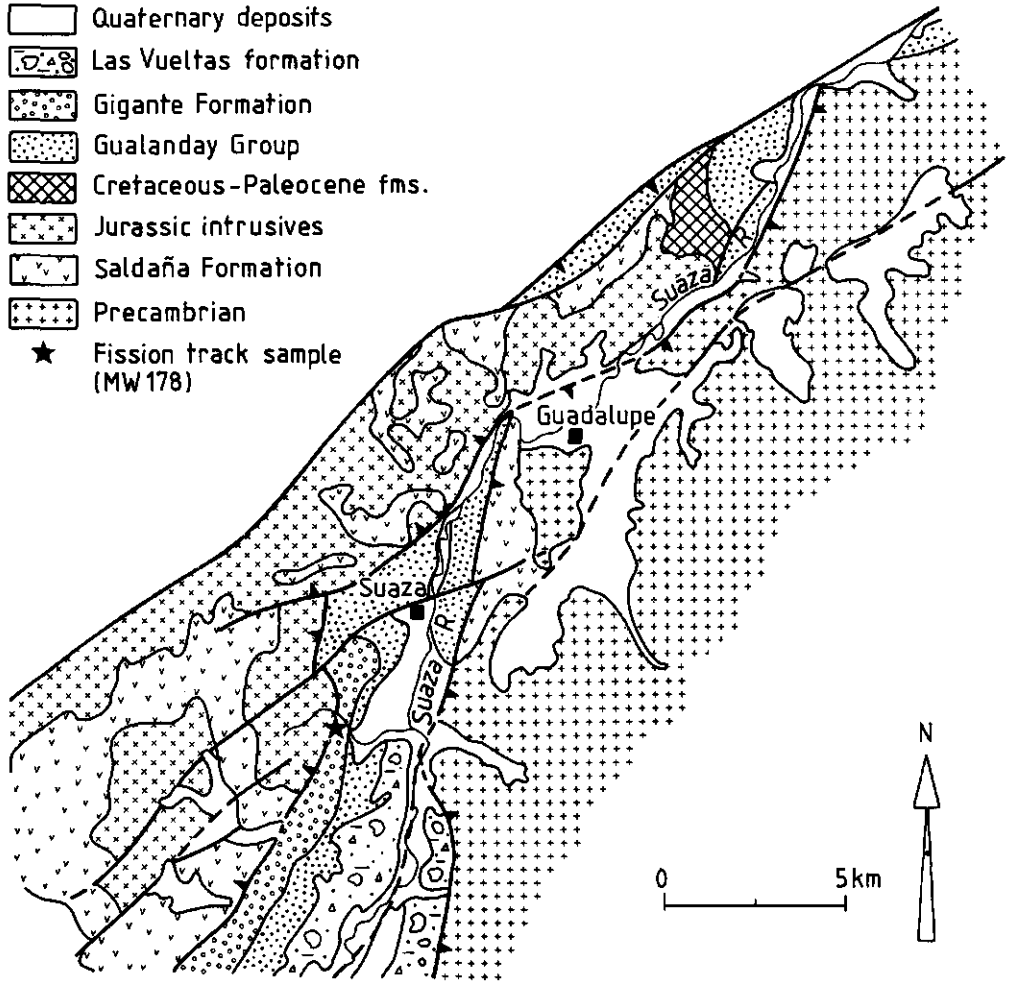 Quaternary deposits
Las Vueltas formation
Gigante Formation
Gualanday Group
Cretaceous-Paleocene fms.
Jurassic intrusives
Saldaña Formation
Precambrian
Fission track sample
(MW 178)
Suaza R
Guadalupe
Suaza
Suaza R
N
0 5km